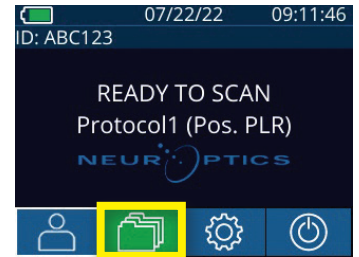 07/22/22 09:11:46
ID: ABC123
READY TO SCAN
Protocol1 (Pos. PLR)
NEUROPTICS